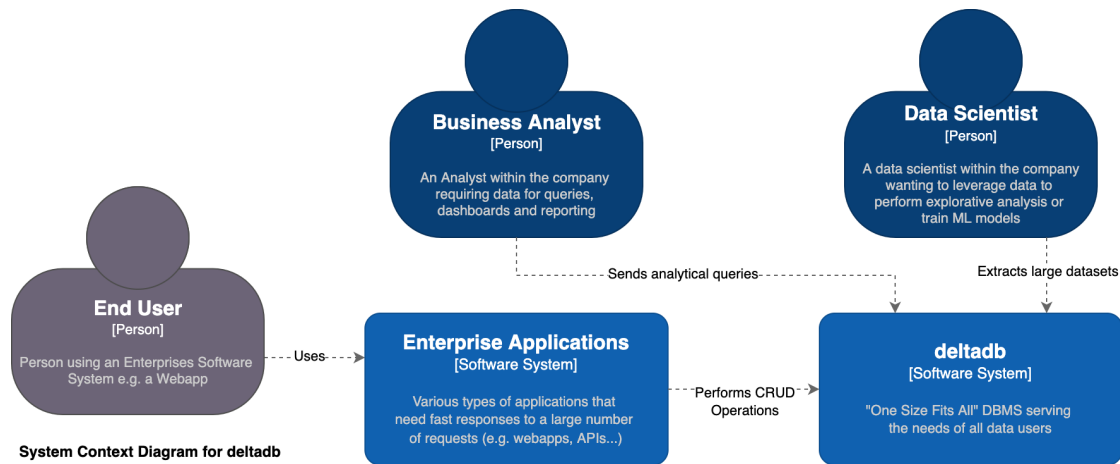 Business Analyst
[Person]
An Analyst within the company
requiring data for queries,
dashboards and reporting
Data Scientist
[Person]
A data scientist within the company
wanting to leverage data to
perform explorative analysis or
train ML models
End User
[Person]
Person using an Enterprises Software
System e.g. a Webapp
Sends analytical queries
Extracts large datasets
Uses
Enterprise Applications
[Software System]
Various types of applications that
need fast responses to a large number
of requests (e.g. webapps, APIs...)
Performs CRUD
Operations
deltadb
[Software System]
"One Size Fits All" DBMS serving
the needs of all data users
System Context Diagram for deltadb